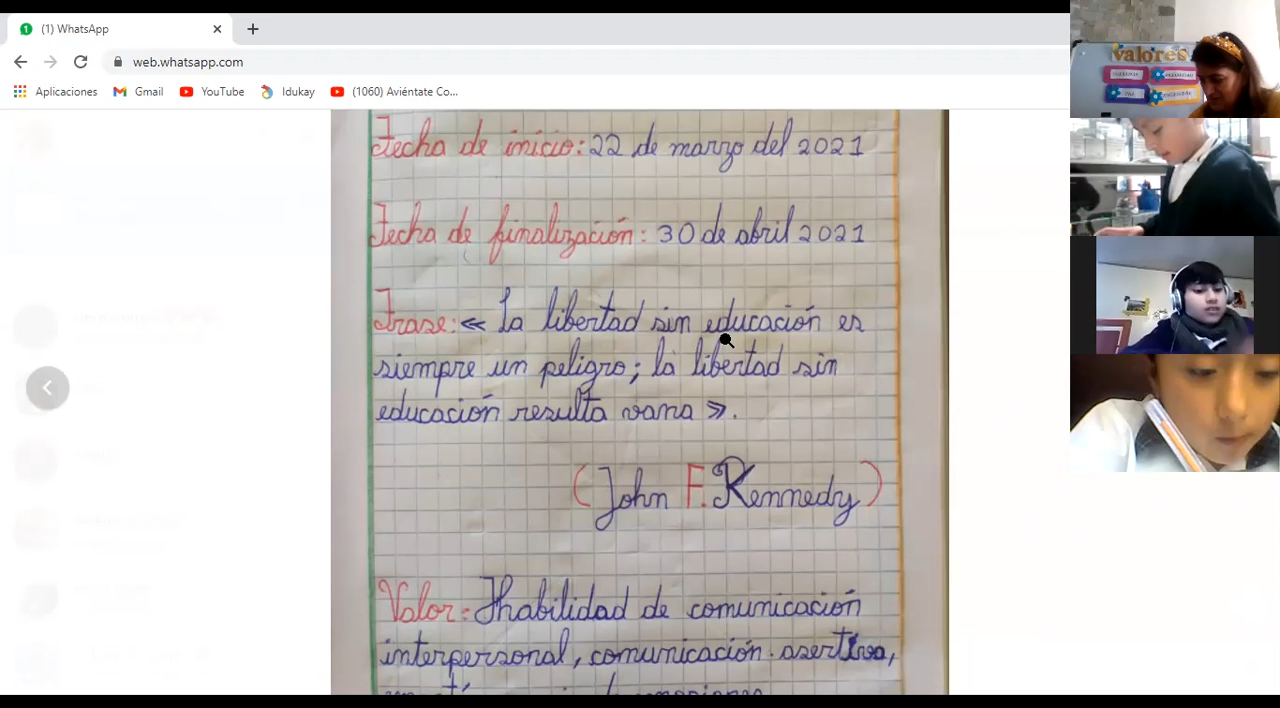 (1) WhatsApp
web.whatsapp.com
Aplicaciones Gmail YouTube Idukay (1060) Aviéntate Co...
Fecha de inicio: 22 de marzo del 2021
Fecha de finalización: 30 de abril 2021
Frase: « La libertad sin educación es
siempre un peligro; la libertad sin
educación resulta vana ».
(John F. Kennedy)
Valor: Habilidad de comunicación
interpersonal, comunicación asertiva,
valores
PAZ